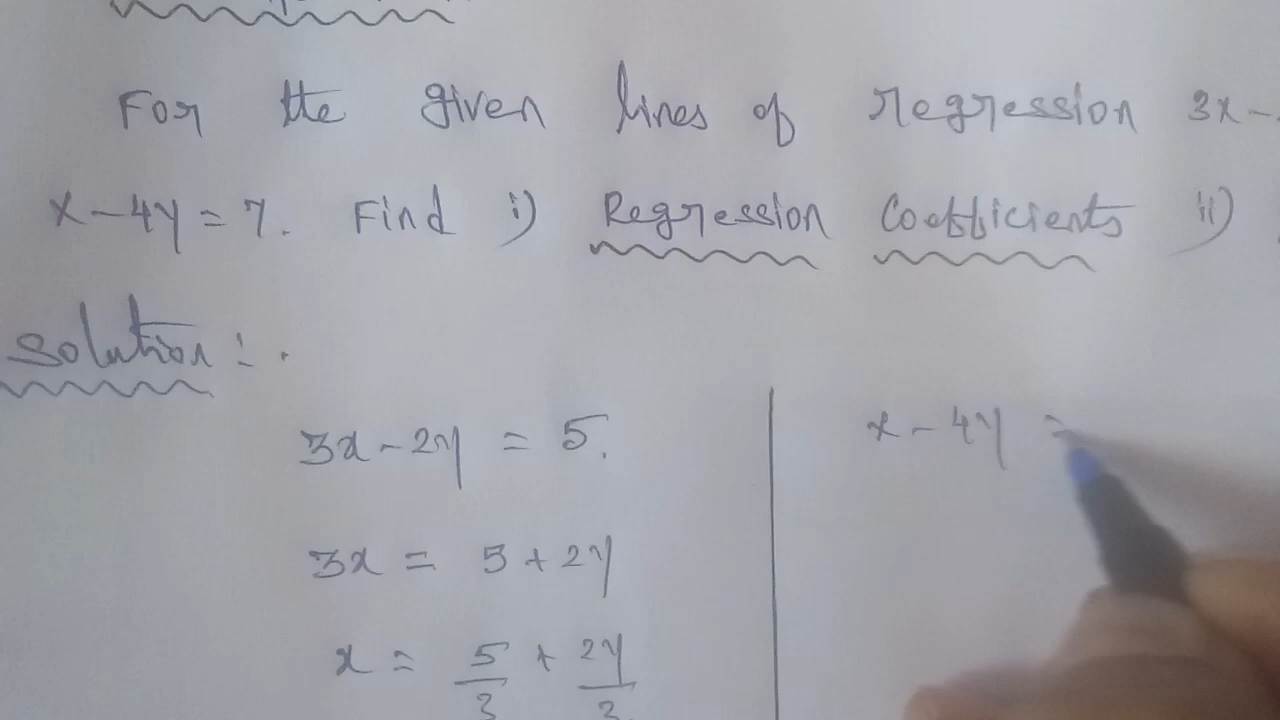 For the given lines of regression 3x-
x-4y=7. Find i) Regression Coefficients ii)
Solution:.
3x-2y = 5.
x-4y =
3x = 5+2y
x = 5/3 + 2y/3